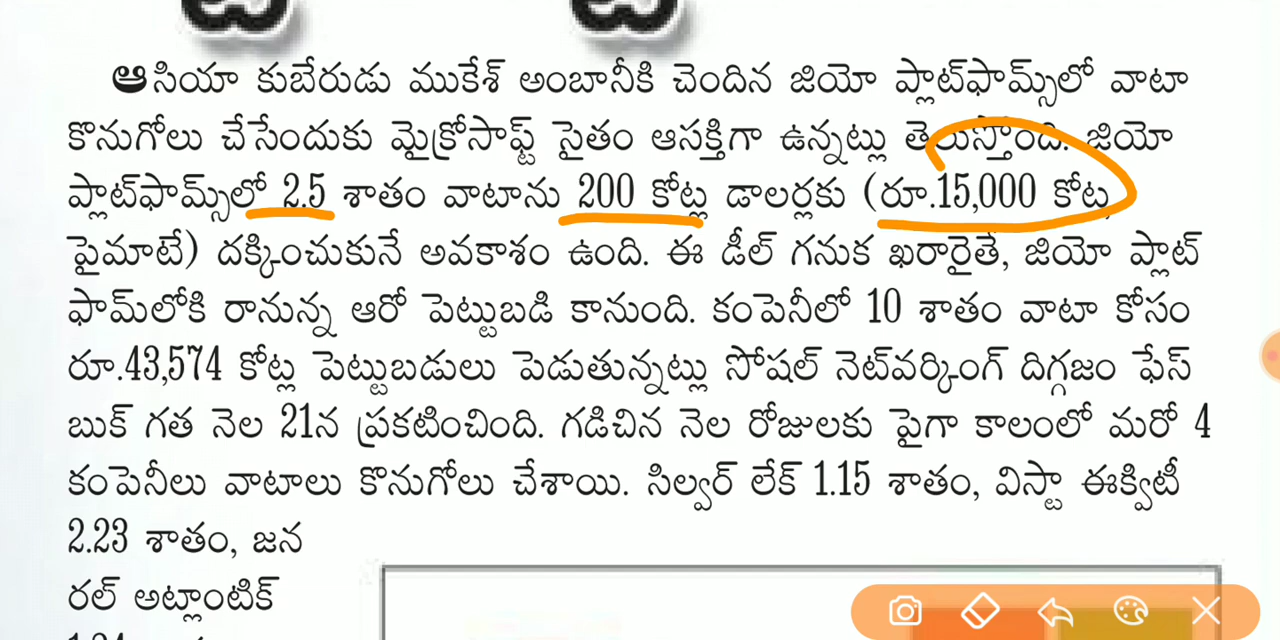 ఆసియా కుబేరుడు ముకేశ్ అంబానీకి చెందిన జియో ప్లాట్‌ఫామ్స్‌లో వాటా
కొనుగోలు చేసేందుకు మైక్రోసాఫ్ట్ సైతం ఆసక్తిగా ఉన్నట్లు తెలుస్తోంది. జియో
ప్లాట్‌ఫామ్స్‌లో 2.5 శాతం వాటాను 200 కోట్ల డాలర్లకు (రూ.15,000 కోట్ల
పైమాటే) దక్కించుకునే అవకాశం ఉంది. ఈ డీల్ గనుక ఖరారైతే, జియో ప్లాట్
ఫామ్‌లోకి రానున్న ఆరో పెట్టుబడి కానుంది. కంపెనీలో 10 శాతం వాటా కోసం
రూ.43,574 కోట్ల పెట్టుబడులు పెడుతున్నట్లు సోషల్ నెట్‌వర్కింగ్ దిగ్గజం ఫేస్
బుక్ గత నెల 21న ప్రకటించింది. గడిచిన నెల రోజులకు పైగా కాలంలో మరో 4
కంపెనీలు వాటాలు కొనుగోలు చేశాయి. సిల్వర్ లేక్ 1.15 శాతం, విస్టా ఈక్విటీ
2.23 శాతం, జన
రల్ అట్లాంటిక్